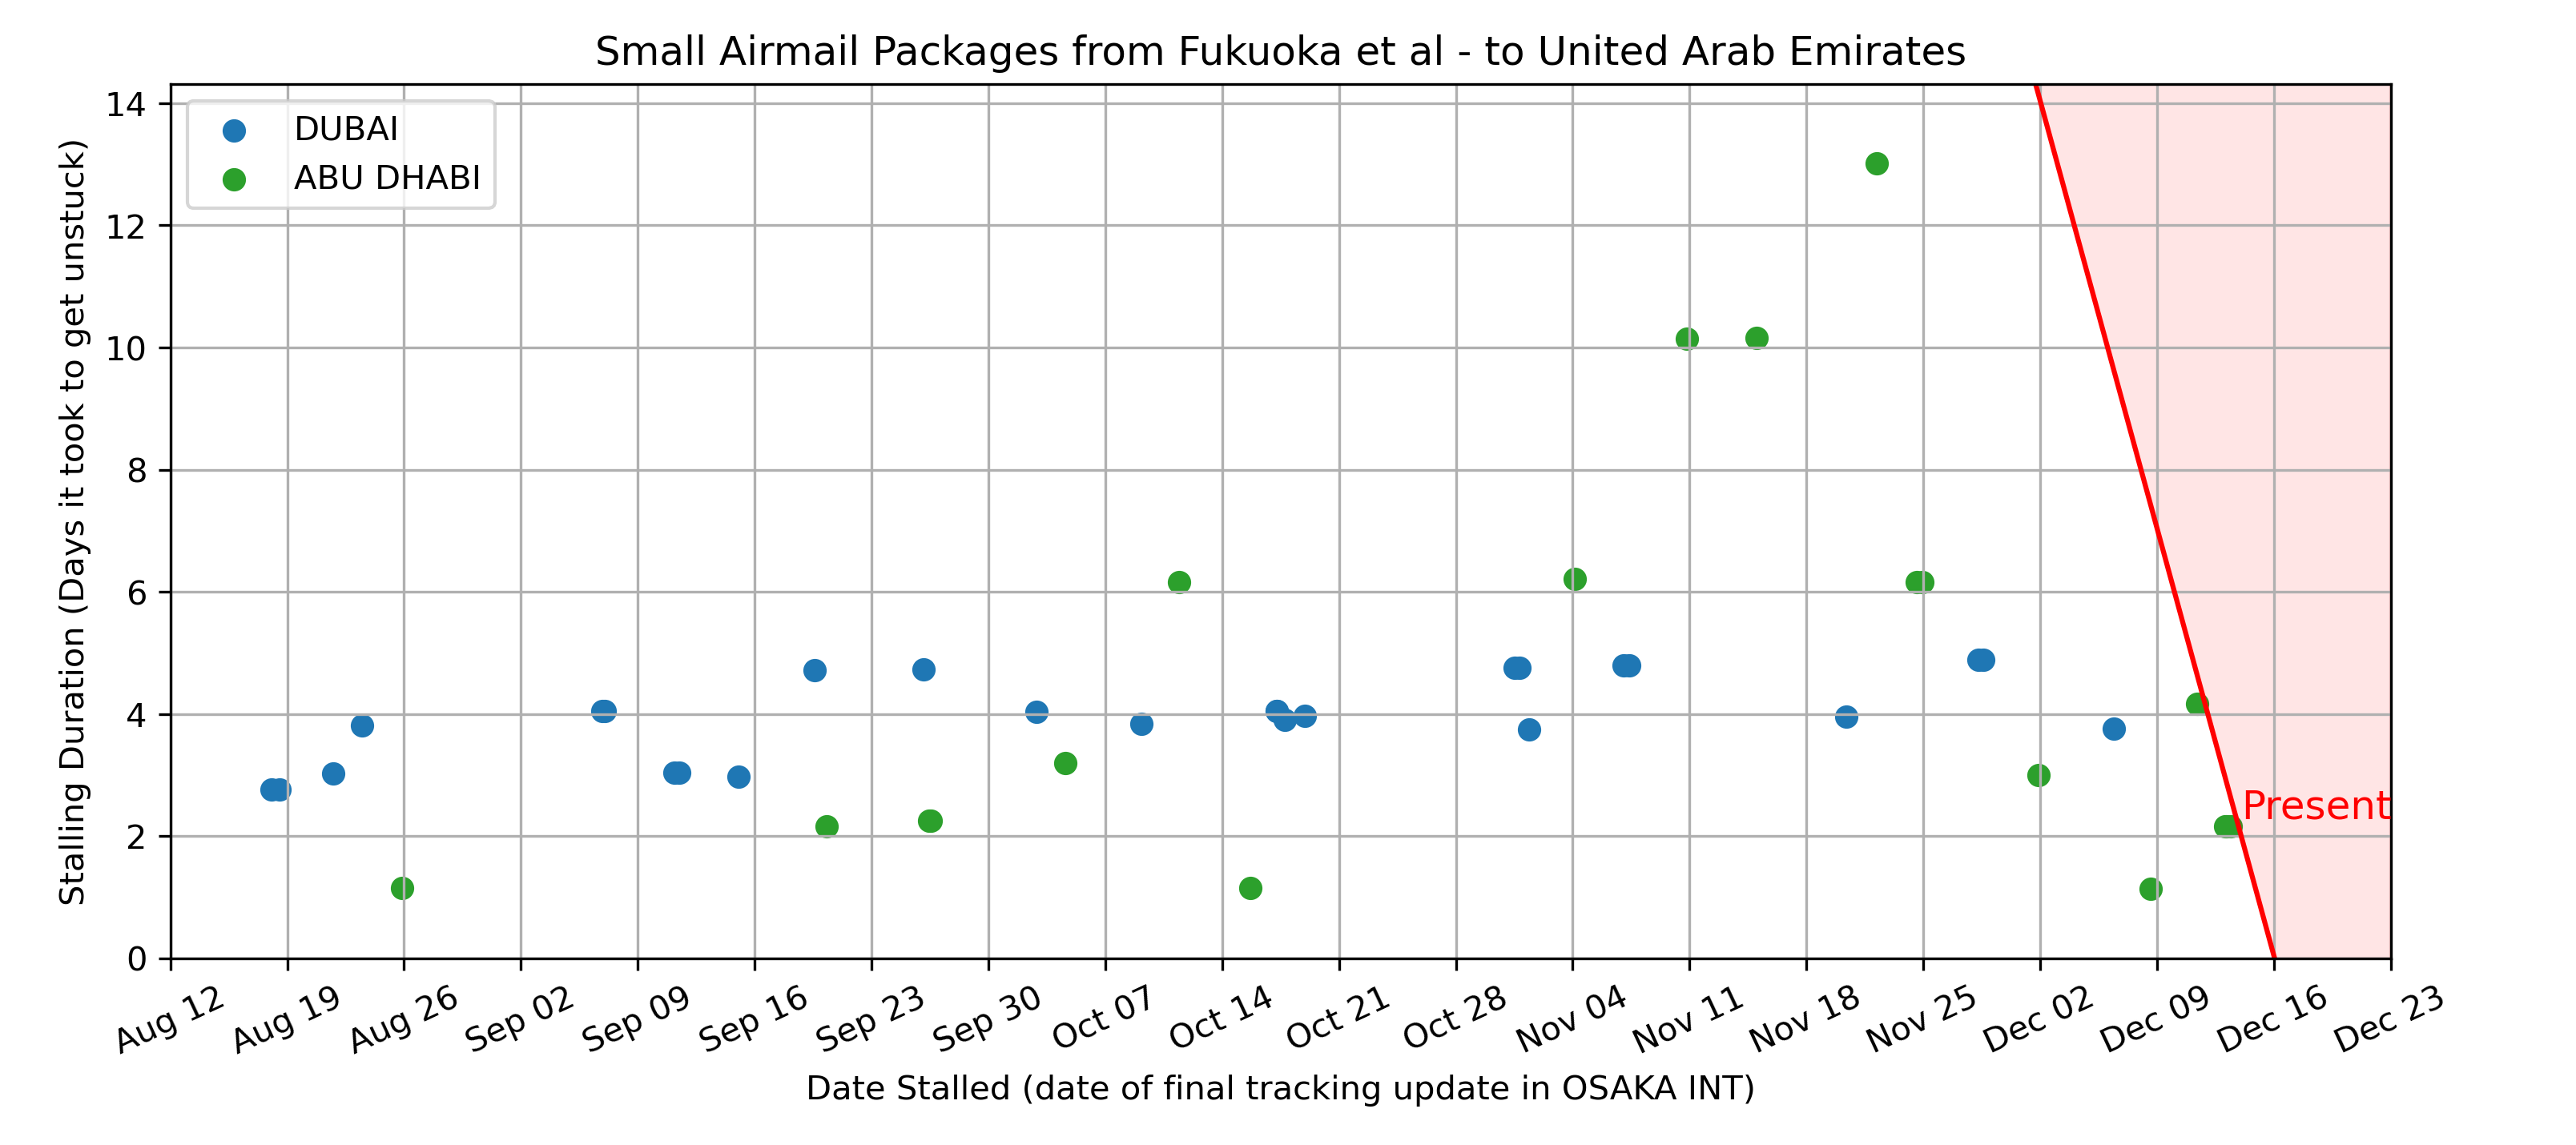 Small Airmail Packages from Fukuoka et al - to United Arab Emirates
DUBAI
ABU DHABI
Stalling Duration (Days it took to get unstuck)
14
12
10
8
6
4
2
0
Present
Aug 12
Aug 19
Aug 26
Sep 02
Sep 09
Sep 16
Sep 23
Sep 30
Oct 07
Oct 14
Oct 21
Oct 28
Nov 04
Nov 11
Nov 18
Nov 25
Dec 02
Dec 09
Dec 16
Dec 23
Date Stalled (date of final tracking update in OSAKA INT)